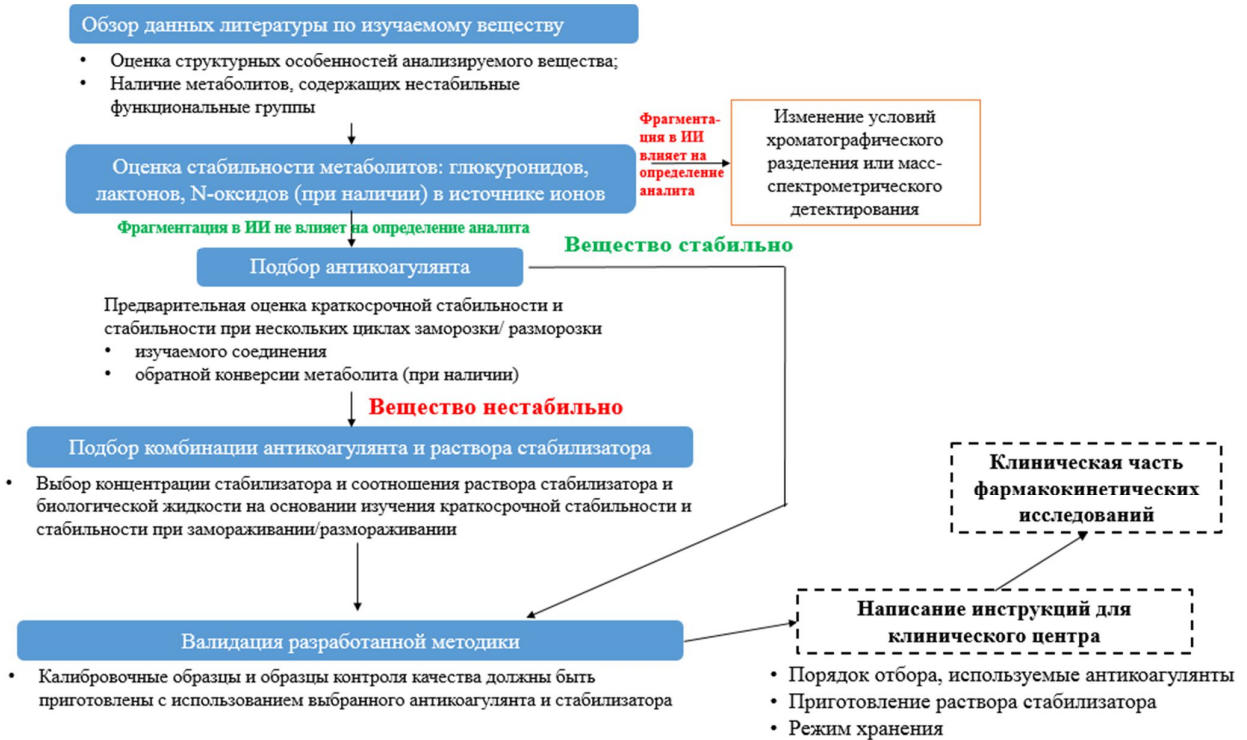 Обзор данных литературы по изучаемому веществу
• Оценка структурных особенностей анализируемого вещества;
• Наличие метаболитов, содержащих нестабильные
функциональные группы
Оценка стабильности метаболитов: глюкуронидов,
лактонов, N-оксидов (при наличии) в источнике ионов
Фрагмента-
ция в ИИ
влияет на
определение
аналита
Изменение условий
хроматографического
разделения или масс-
спектрометрического
детектирования
Фрагментация в ИИ не влияет на определение аналита
Вещество стабильно
Подбор антикоагулянта
Предварительная оценка краткосрочной стабильности и
стабильности при нескольких циклах заморозки/ разморозки
• изучаемого соединения
• обратной конверсии метаболита (при наличии)
Вещество нестабильно
Подбор комбинации антикоагулянта и раствора стабилизатора
• Выбор концентрации стабилизатора и соотношения раствора стабилизатора и
биологической жидкости на основании изучения краткосрочной стабильности и
стабильности при замораживании/размораживании
Клиническая часть
фармакокинетических
исследований
Написание инструкций для
клинического центра
• Порядок отбора, используемые антикоагулянты
• Приготовление раствора стабилизатора
• Режим хранения
Валидация разработанной методики
• Калибровочные образцы и образцы контроля качества должны быть
приготовлены с использованием выбранного антикоагулянта и стабилизатора